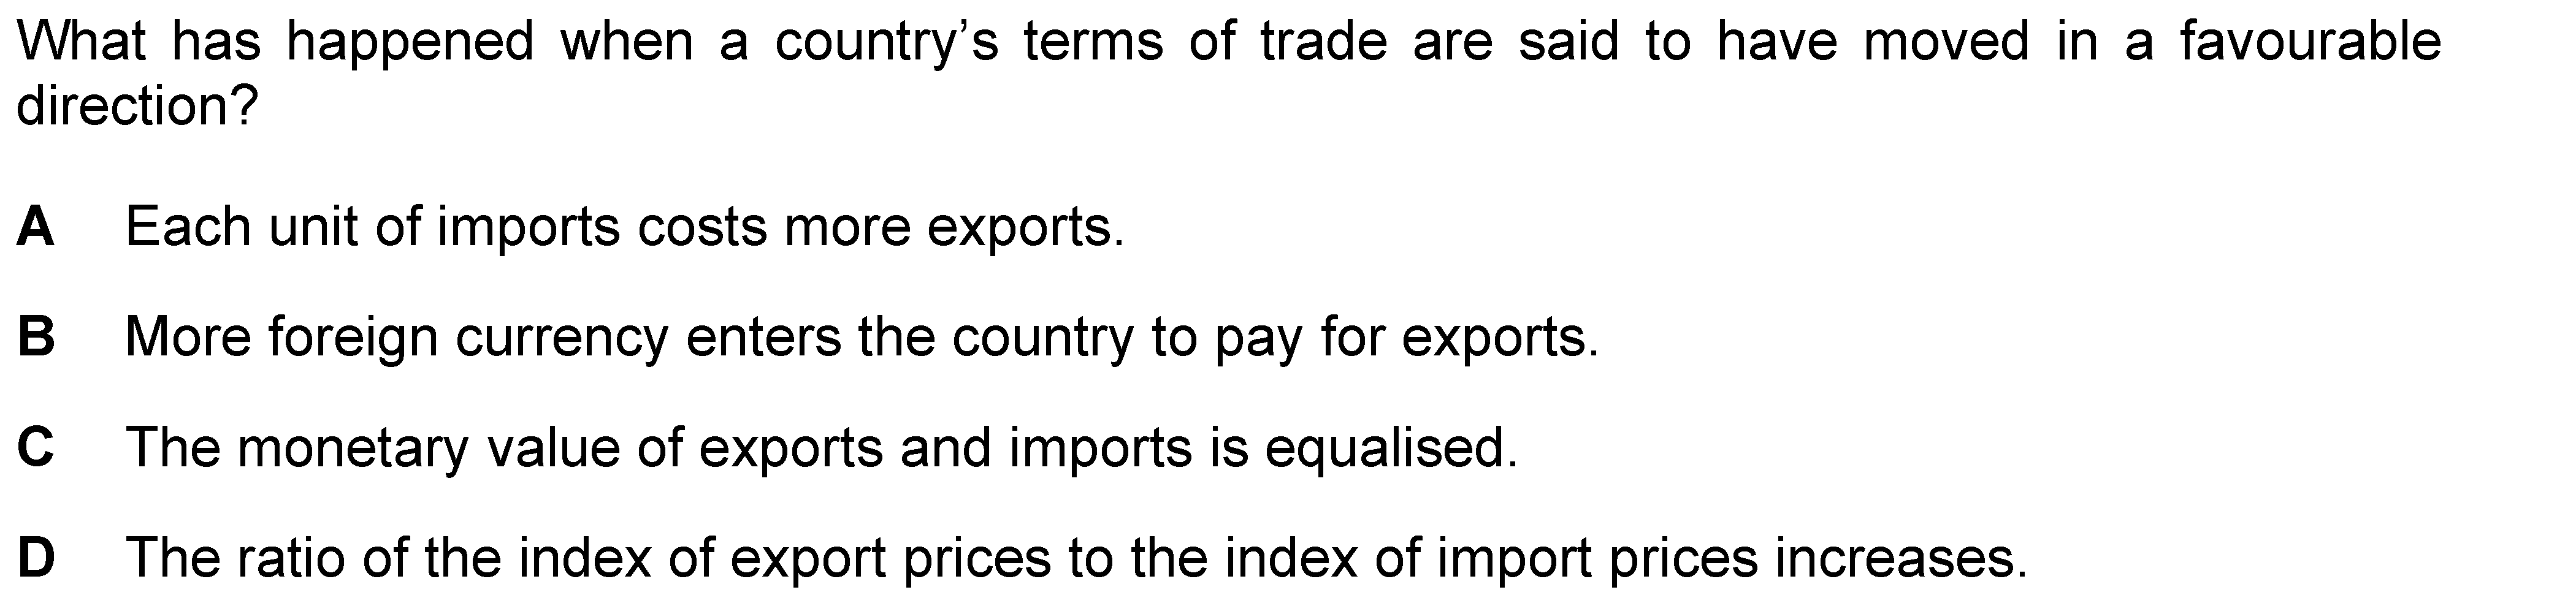 What has happened when a country’s terms of trade are said to have moved in a favourable
direction?
A Each unit of imports costs more exports.
B More foreign currency enters the country to pay for exports.
C The monetary value of exports and imports is equalised.
D The ratio of the index of export prices to the index of import prices increases.